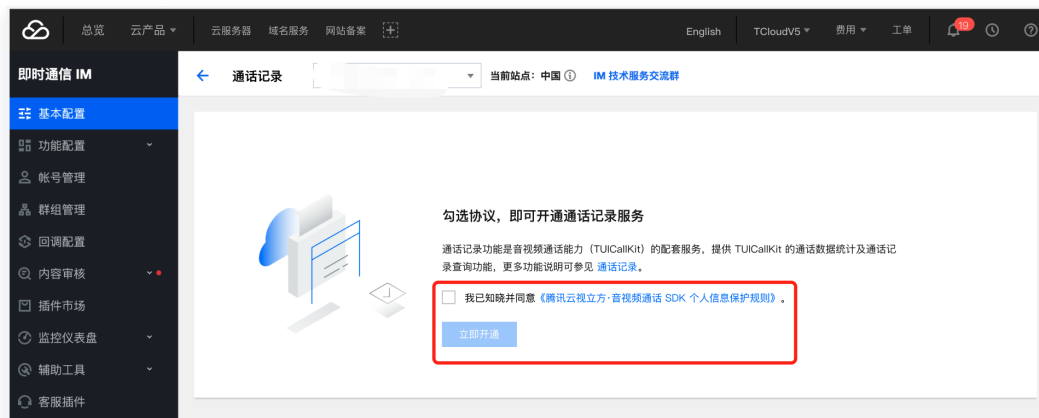 总览 云产品 云服务器 域名服务 网站备案 English TCloudV5 费用 工单 19
即时通信 IM
通话记录 当前站点：中国 IM 技术服务交流群
基本配置
功能配置
帐号管理
群组管理
回调配置
内容审核
插件市场
监控仪表盘
辅助工具
客服插件
勾选协议，即可开通通话记录服务
通话记录功能是音视频通话能力（TUICallKit）的配套服务，提供 TUICallKit 的通话数据统计及通话记
录查询功能，更多功能说明可参见 通话记录。
我已知晓并同意《腾讯云视立方·音视频通话 SDK 个人信息保护规则》。
立即开通